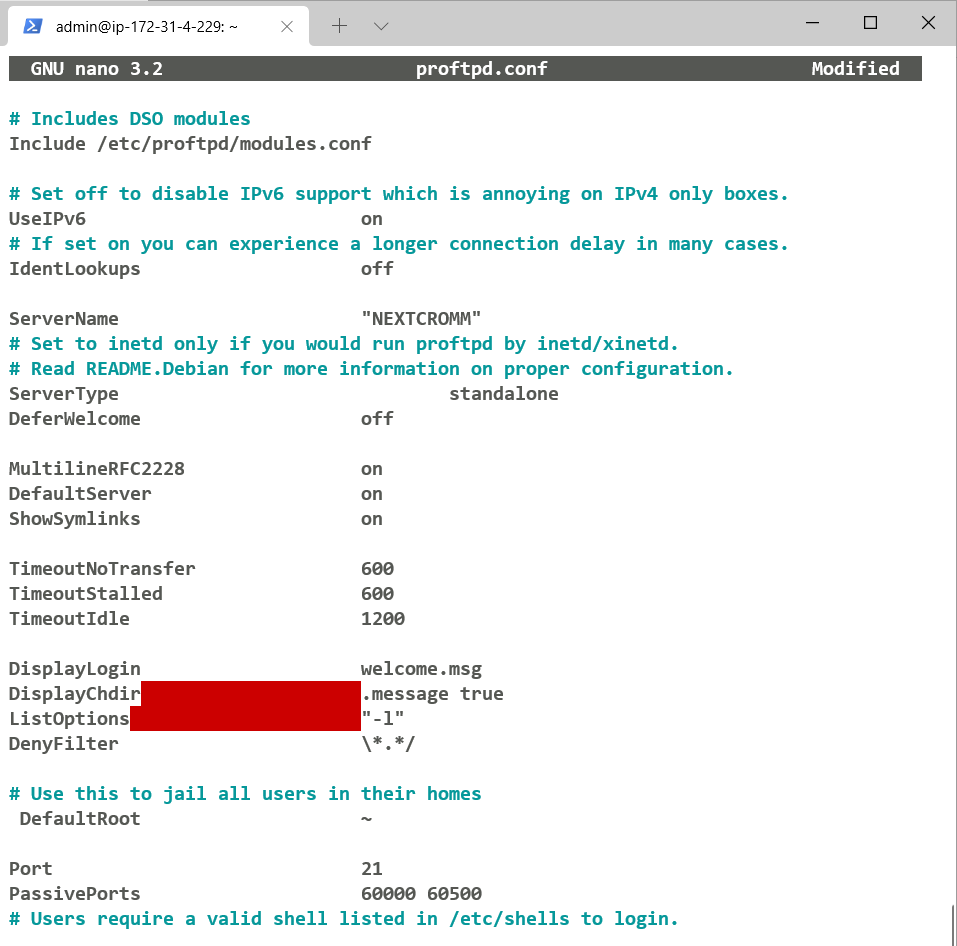 admin@ip-172-31-4-229: ~
GNU nano 3.2 proftpd.conf Modified
# Includes DSO modules
Include /etc/proftpd/modules.conf
# Set off to disable IPv6 support which is annoying on IPv4 only boxes.
UseIPv6 on
# If set on you can experience a longer connection delay in many cases.
IdentLookups off
ServerName "NEXTCROMM"
# Set to inetd only if you would run proftpd by inetd/xinetd.
# Read README.Debian for more information on proper configuration.
ServerType standalone
DeferWelcome off
MultilineRFC2228 on
DefaultServer on
ShowSymlinks on
TimeoutNoTransfer 600
TimeoutStalled 600
TimeoutIdle 1200
DisplayLogin welcome.msg
DisplayChdir .message true
ListOptions "-l"
DenyFilter \*.*/
# Use this to jail all users in their homes
DefaultRoot ~
Port 21
PassivePorts 60000 60500
# Users require a valid shell listed in /etc/shells to login.